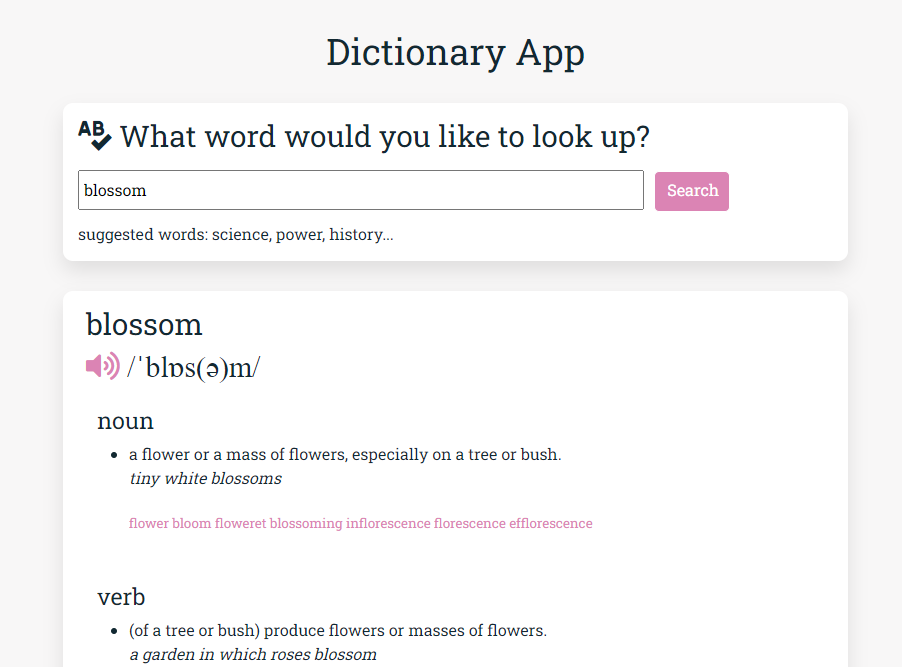 Dictionary App
AB What word would you like to look up?
blossom
Search
suggested words: science, power, history...
blossom
/ˈblɒs(ə)m/
noun
• a flower or a mass of flowers, especially on a tree or bush.
tiny white blossoms
flower bloom floweret blossoming inflorescence florescence efflorescence
verb
• (of a tree or bush) produce flowers or masses of flowers.
a garden in which roses blossom